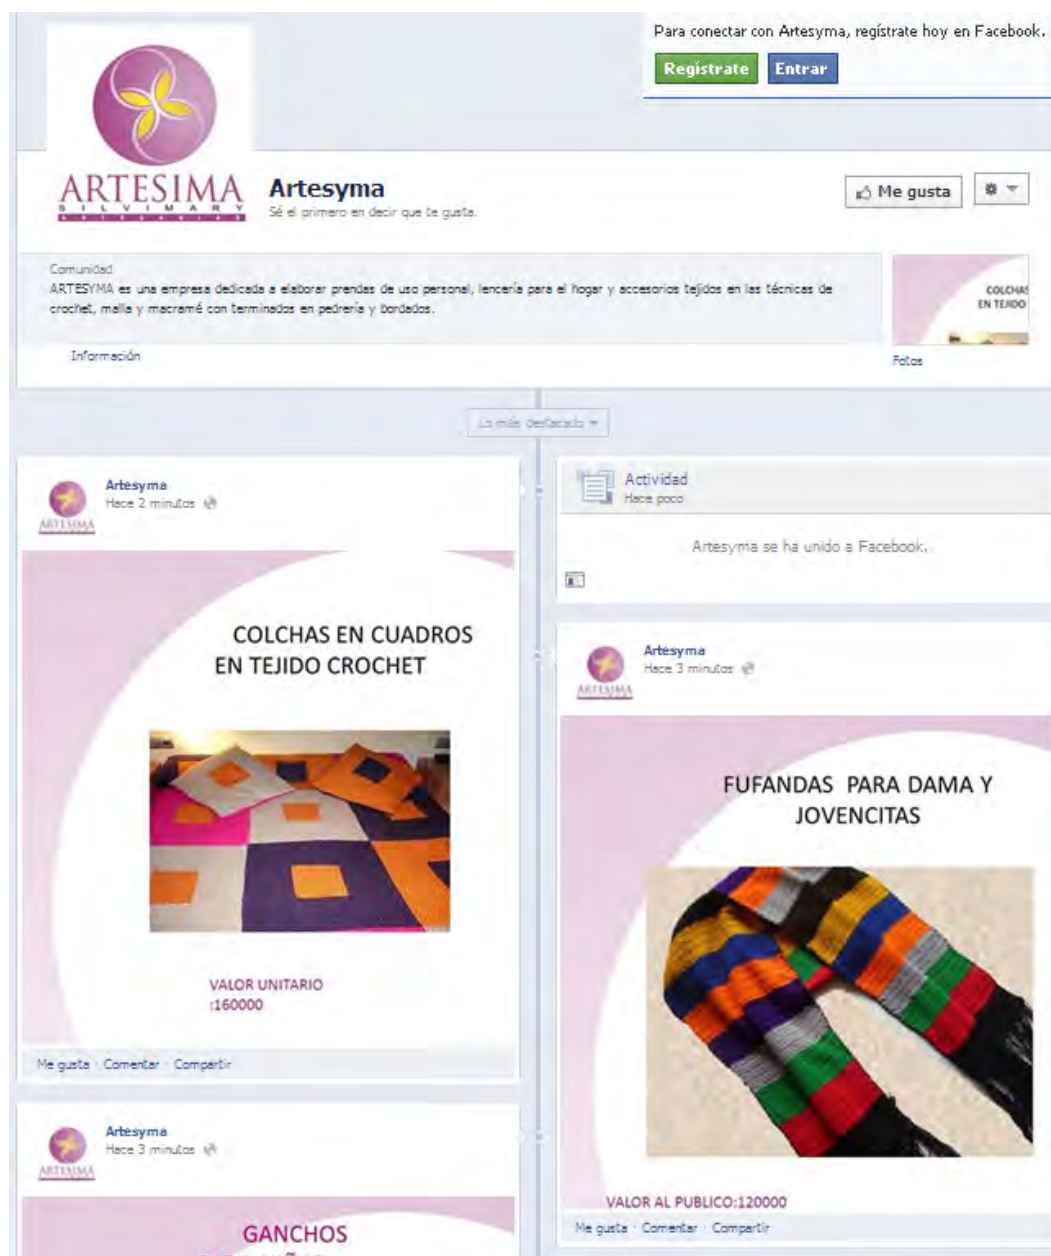 Para conectar con Artesyma, regístrate hoy en Facebook.
Regístrate Entrar
ARTESIMA
SILVIMARY
ARTESANIAS
Artesyma
Sé el primero en decir que te gusta.
Me gusta
Comunidad
ARTESYMA es una empresa dedicada a elaborar prendas de uso personal, lencería para el hogar y accesorios tejidos en las técnicas de
crochet, malla y macramé con terminados en pedrería y bordados.
Información
COLCHAS
EN TEJIDO
Fotos
Lo más destacado
Artesyma
Hace 2 minutos
ARTESIMA
COLCHAS EN CUADROS
EN TEJIDO CROCHET
VALOR UNITARIO
:160000
Me gusta · Comentar · Compartir
Actividad
Hace poco
Artesyma se ha unido a Facebook.
Artesyma
Hace 3 minutos
ARTESIMA
FUFANDAS PARA DAMA Y
JOVENCITAS
VALOR AL PUBLICO:120000
Me gusta · Comentar · Compartir
Artesyma
Hace 3 minutos
ARTESIMA
GANCHOS